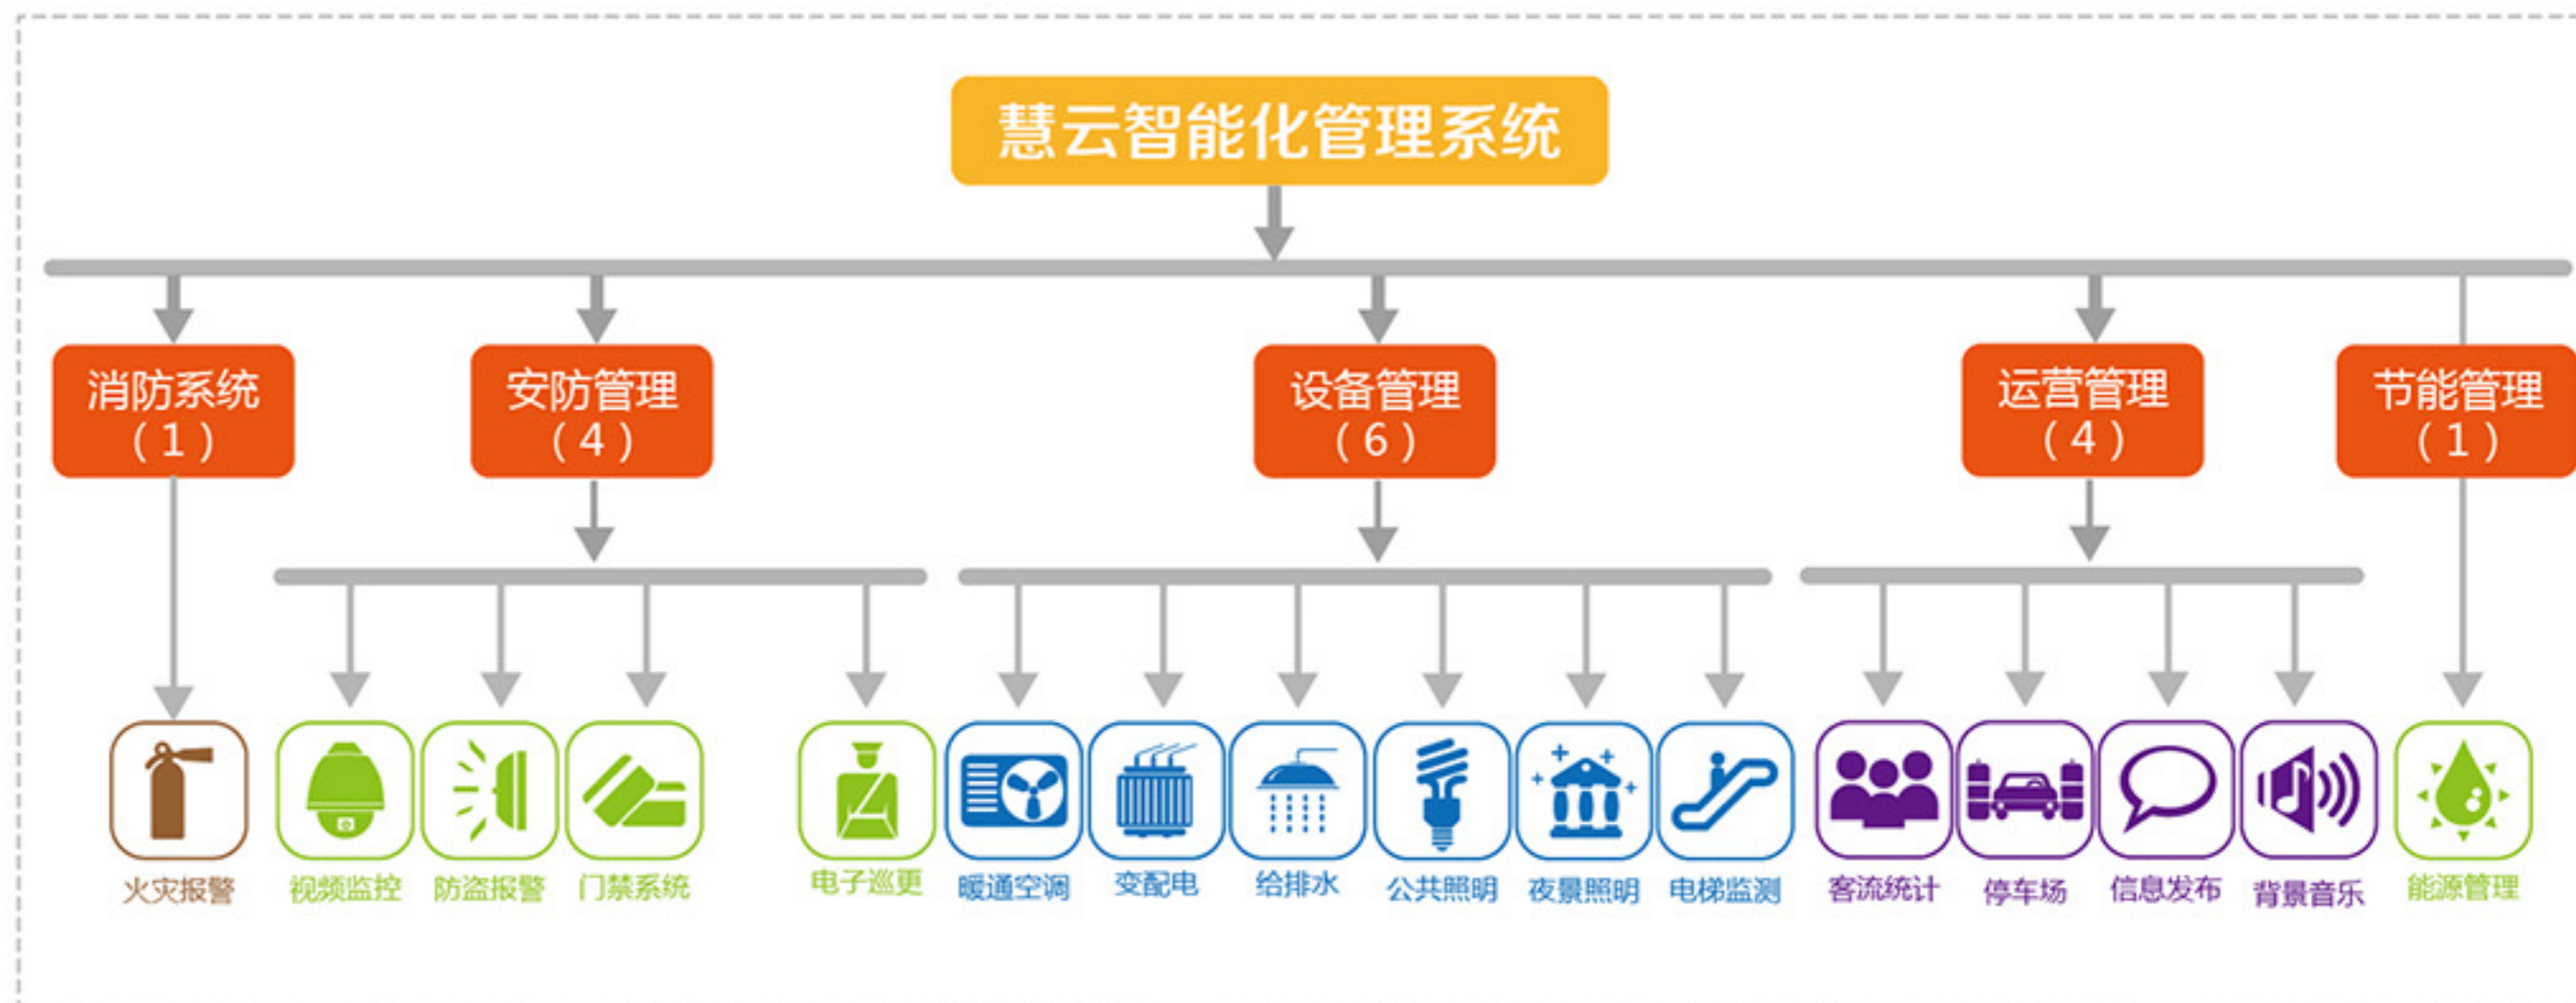 慧云智能化管理系统
消防系统
（1）
安防管理
（4）
设备管理
（6）
运营管理
（4）
节能管理
（1）
火灾报警
视频监控
防盗报警
门禁系统
电子巡更
暖通空调
变配电
给排水
公共照明
夜景照明
电梯监测
客流统计
停车场
信息发布
背景音乐
能源管理